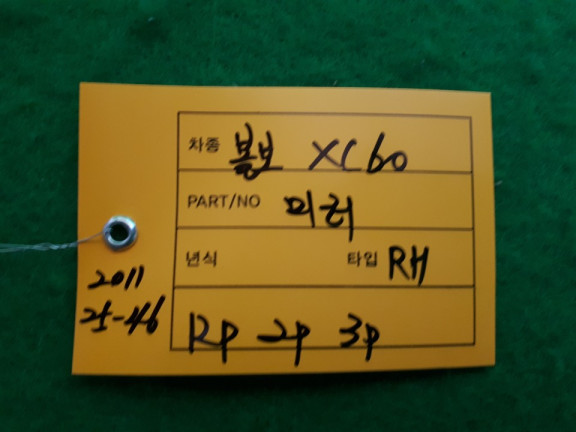 차종 볼보 XC60
PART/NO 미러
년식 타입 RH
2011
25-46
12p 2p 3p